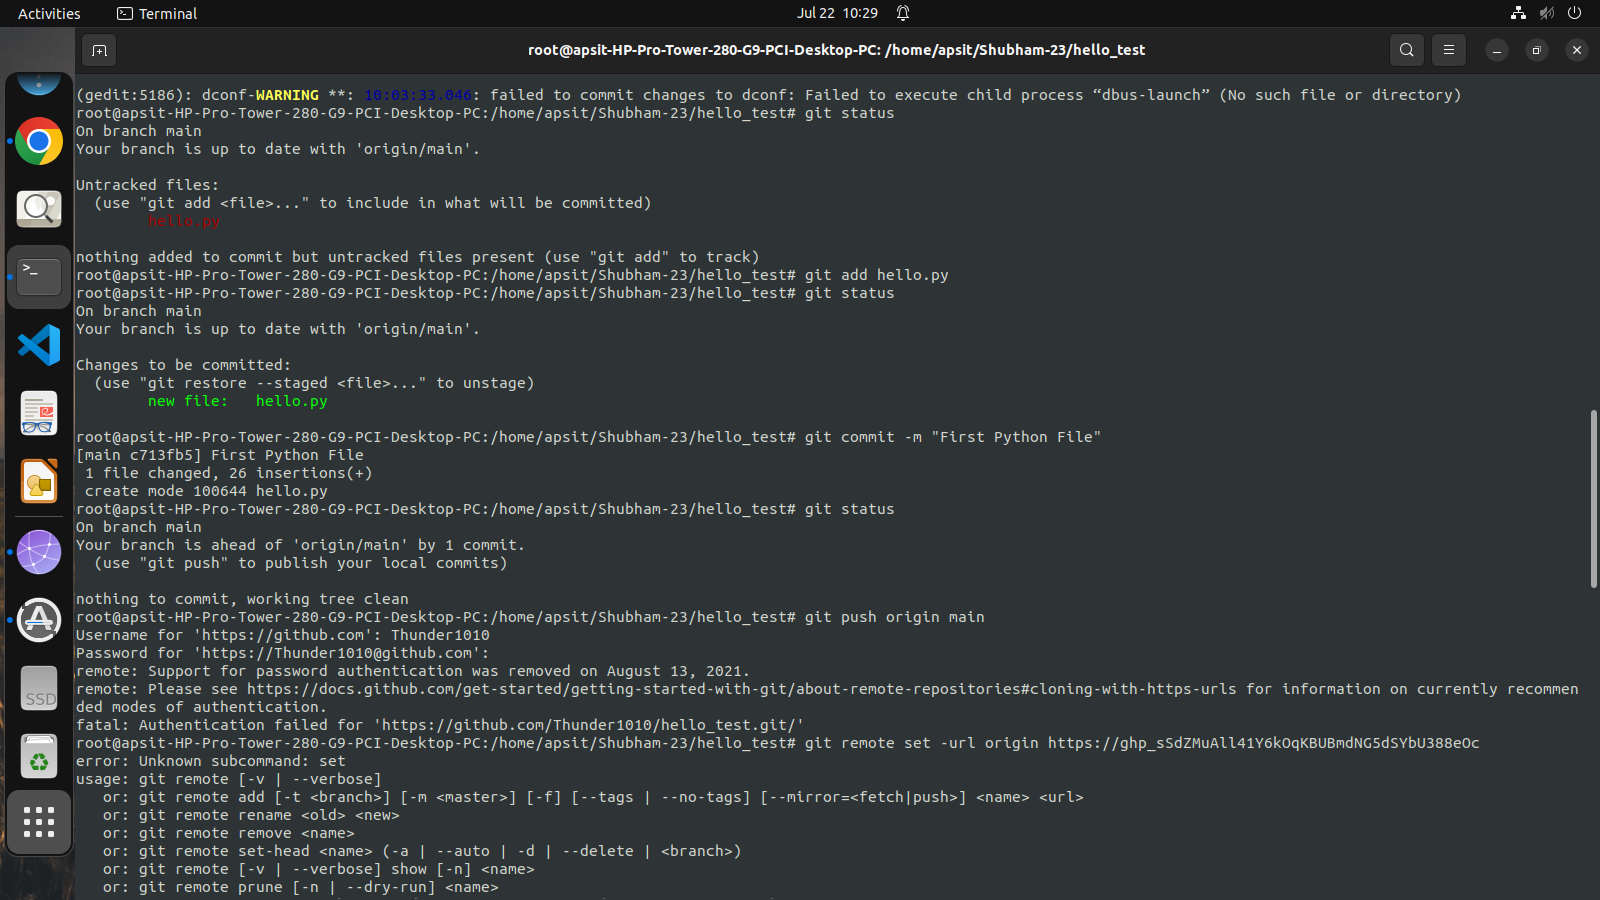 Activities
Terminal
Jul 22 10:29
root@apsit-HP-Pro-Tower-280-G9-PCI-Desktop-PC: /home/apsit/Shubham-23/hello_test
(gedit:5186): dconf-WARNING **: 10:03:33.046: failed to commit changes to dconf: Failed to execute child process “dbus-launch” (No such file or directory)
root@apsit-HP-Pro-Tower-280-G9-PCI-Desktop-PC:/home/apsit/Shubham-23/hello_test# git status
On branch main
Your branch is up to date with 'origin/main'.
Untracked files:
(use "git add <file>..." to include in what will be committed)
hello.py
nothing added to commit but untracked files present (use "git add" to track)
root@apsit-HP-Pro-Tower-280-G9-PCI-Desktop-PC:/home/apsit/Shubham-23/hello_test# git add hello.py
root@apsit-HP-Pro-Tower-280-G9-PCI-Desktop-PC:/home/apsit/Shubham-23/hello_test# git status
On branch main
Your branch is up to date with 'origin/main'.
Changes to be committed:
(use "git restore --staged <file>..." to unstage)
new file:   hello.py
root@apsit-HP-Pro-Tower-280-G9-PCI-Desktop-PC:/home/apsit/Shubham-23/hello_test# git commit -m "First Python File"
[main c713fb5] First Python File
1 file changed, 26 insertions(+)
create mode 100644 hello.py
root@apsit-HP-Pro-Tower-280-G9-PCI-Desktop-PC:/home/apsit/Shubham-23/hello_test# git status
On branch main
Your branch is ahead of 'origin/main' by 1 commit.
(use "git push" to publish your local commits)
nothing to commit, working tree clean
root@apsit-HP-Pro-Tower-280-G9-PCI-Desktop-PC:/home/apsit/Shubham-23/hello_test# git push origin main
Username for 'https://github.com': Thunder1010
Password for 'https://Thunder1010@github.com':
remote: Support for password authentication was removed on August 13, 2021.
remote: Please see https://docs.github.com/get-started/getting-started-with-git/about-remote-repositories#cloning-with-https-urls for information on currently recommen
ded modes of authentication.
fatal: Authentication failed for 'https://github.com/Thunder1010/hello_test.git/'
root@apsit-HP-Pro-Tower-280-G9-PCI-Desktop-PC:/home/apsit/Shubham-23/hello_test# git remote set -url origin https://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
error: Unknown subcommand: set
usage: git remote [-v | --verbose]
or: git remote add [-t <branch>] [-m <master>] [-f] [--tags | --no-tags] [--mirror=<fetch|push>] <name> <url>
or: git remote rename <old> <new>
or: git remote remove <name>
or: git remote set-head <name> (-a | --auto | -d | --delete | <branch>)
or: git remote [-v | --verbose] show [-n] <name>
or: git remote prune [-n | --dry-run] <name>
SSD